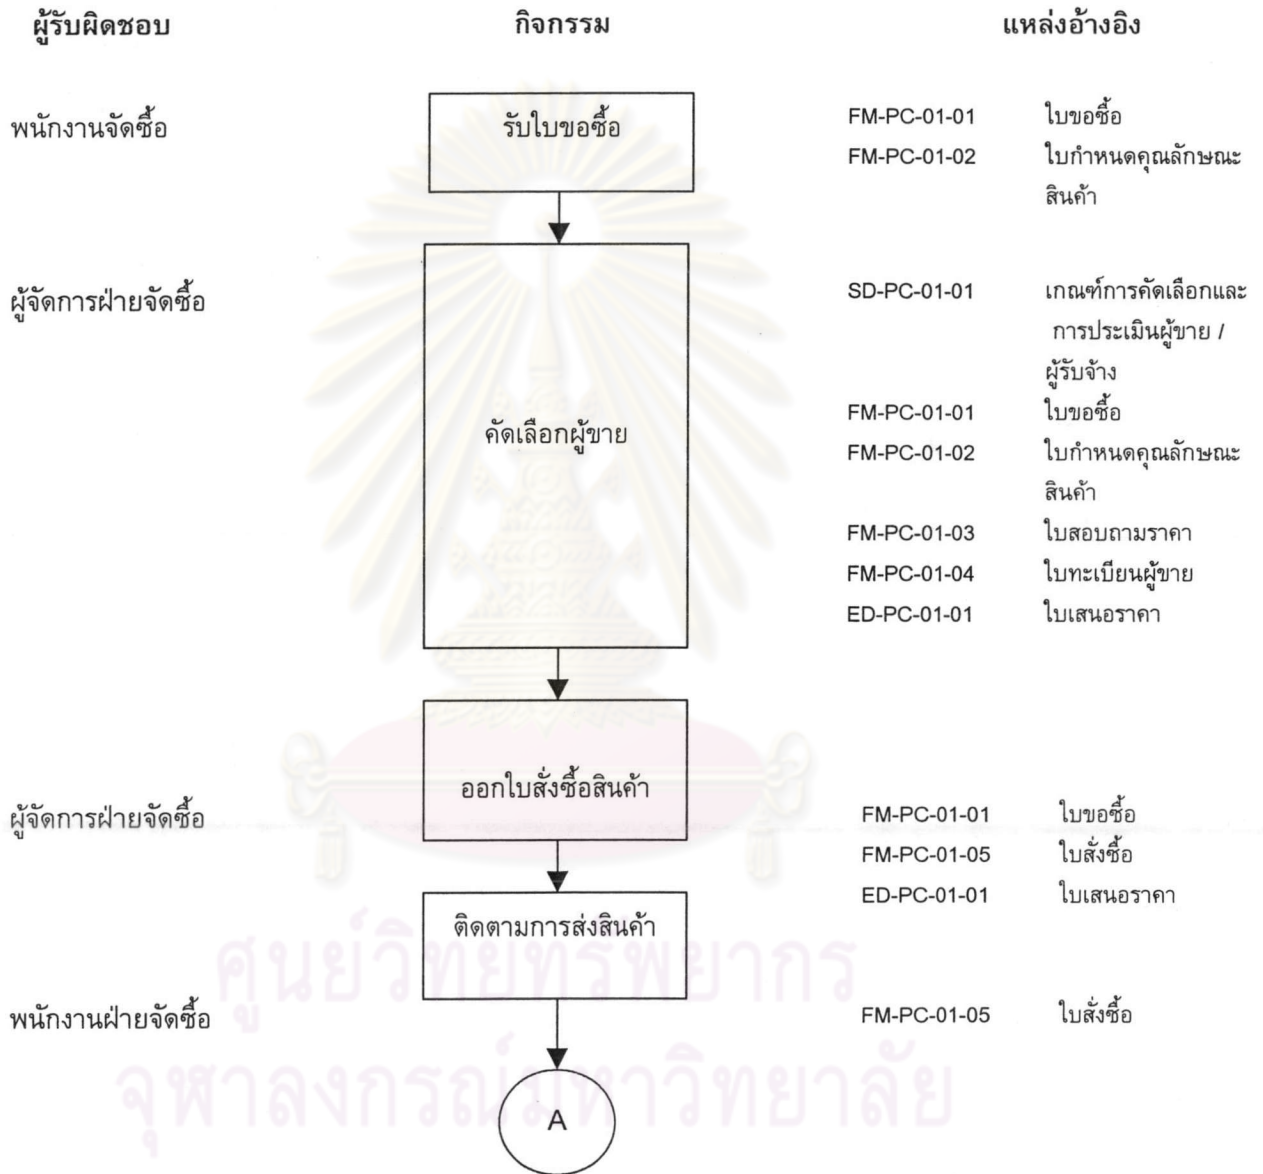 ผู้รับผิดชอบ กิจกรรม แหล่งอ้างอิง
พนักงานจัดซื้อ รับใบขอซื้อ FM-PC-01-01 ใบขอซื้อ
FM-PC-01-02 ใบกำหนดคุณลักษณะ
สินค้า
ผู้จัดการฝ่ายจัดซื้อ SD-PC-01-01 เกณฑ์การคัดเลือกและ
การประเมินผู้ขาย /
ผู้รับจ้าง
FM-PC-01-01 ใบขอซื้อ
คัดเลือกผู้ขาย
FM-PC-01-02 ใบกำหนดคุณลักษณะ
สินค้า
FM-PC-01-03 ใบสอบถามราคา
FM-PC-01-04 ใบทะเบียนผู้ขาย
ED-PC-01-01 ใบเสนอราคา
ออกใบสั่งซื้อสินค้า
ผู้จัดการฝ่ายจัดซื้อ FM-PC-01-01 ใบขอซื้อ
FM-PC-01-05 ใบสั่งซื้อ
ED-PC-01-01 ใบเสนอราคา
ติดตามการส่งสินค้า
ศูนย์วิทยทรัพยากร
พนักงานฝ่ายจัดซื้อ FM-PC-01-05 ใบสั่งซื้อ
จุฬาลงกรณ์มหาวิทยาลัย
A